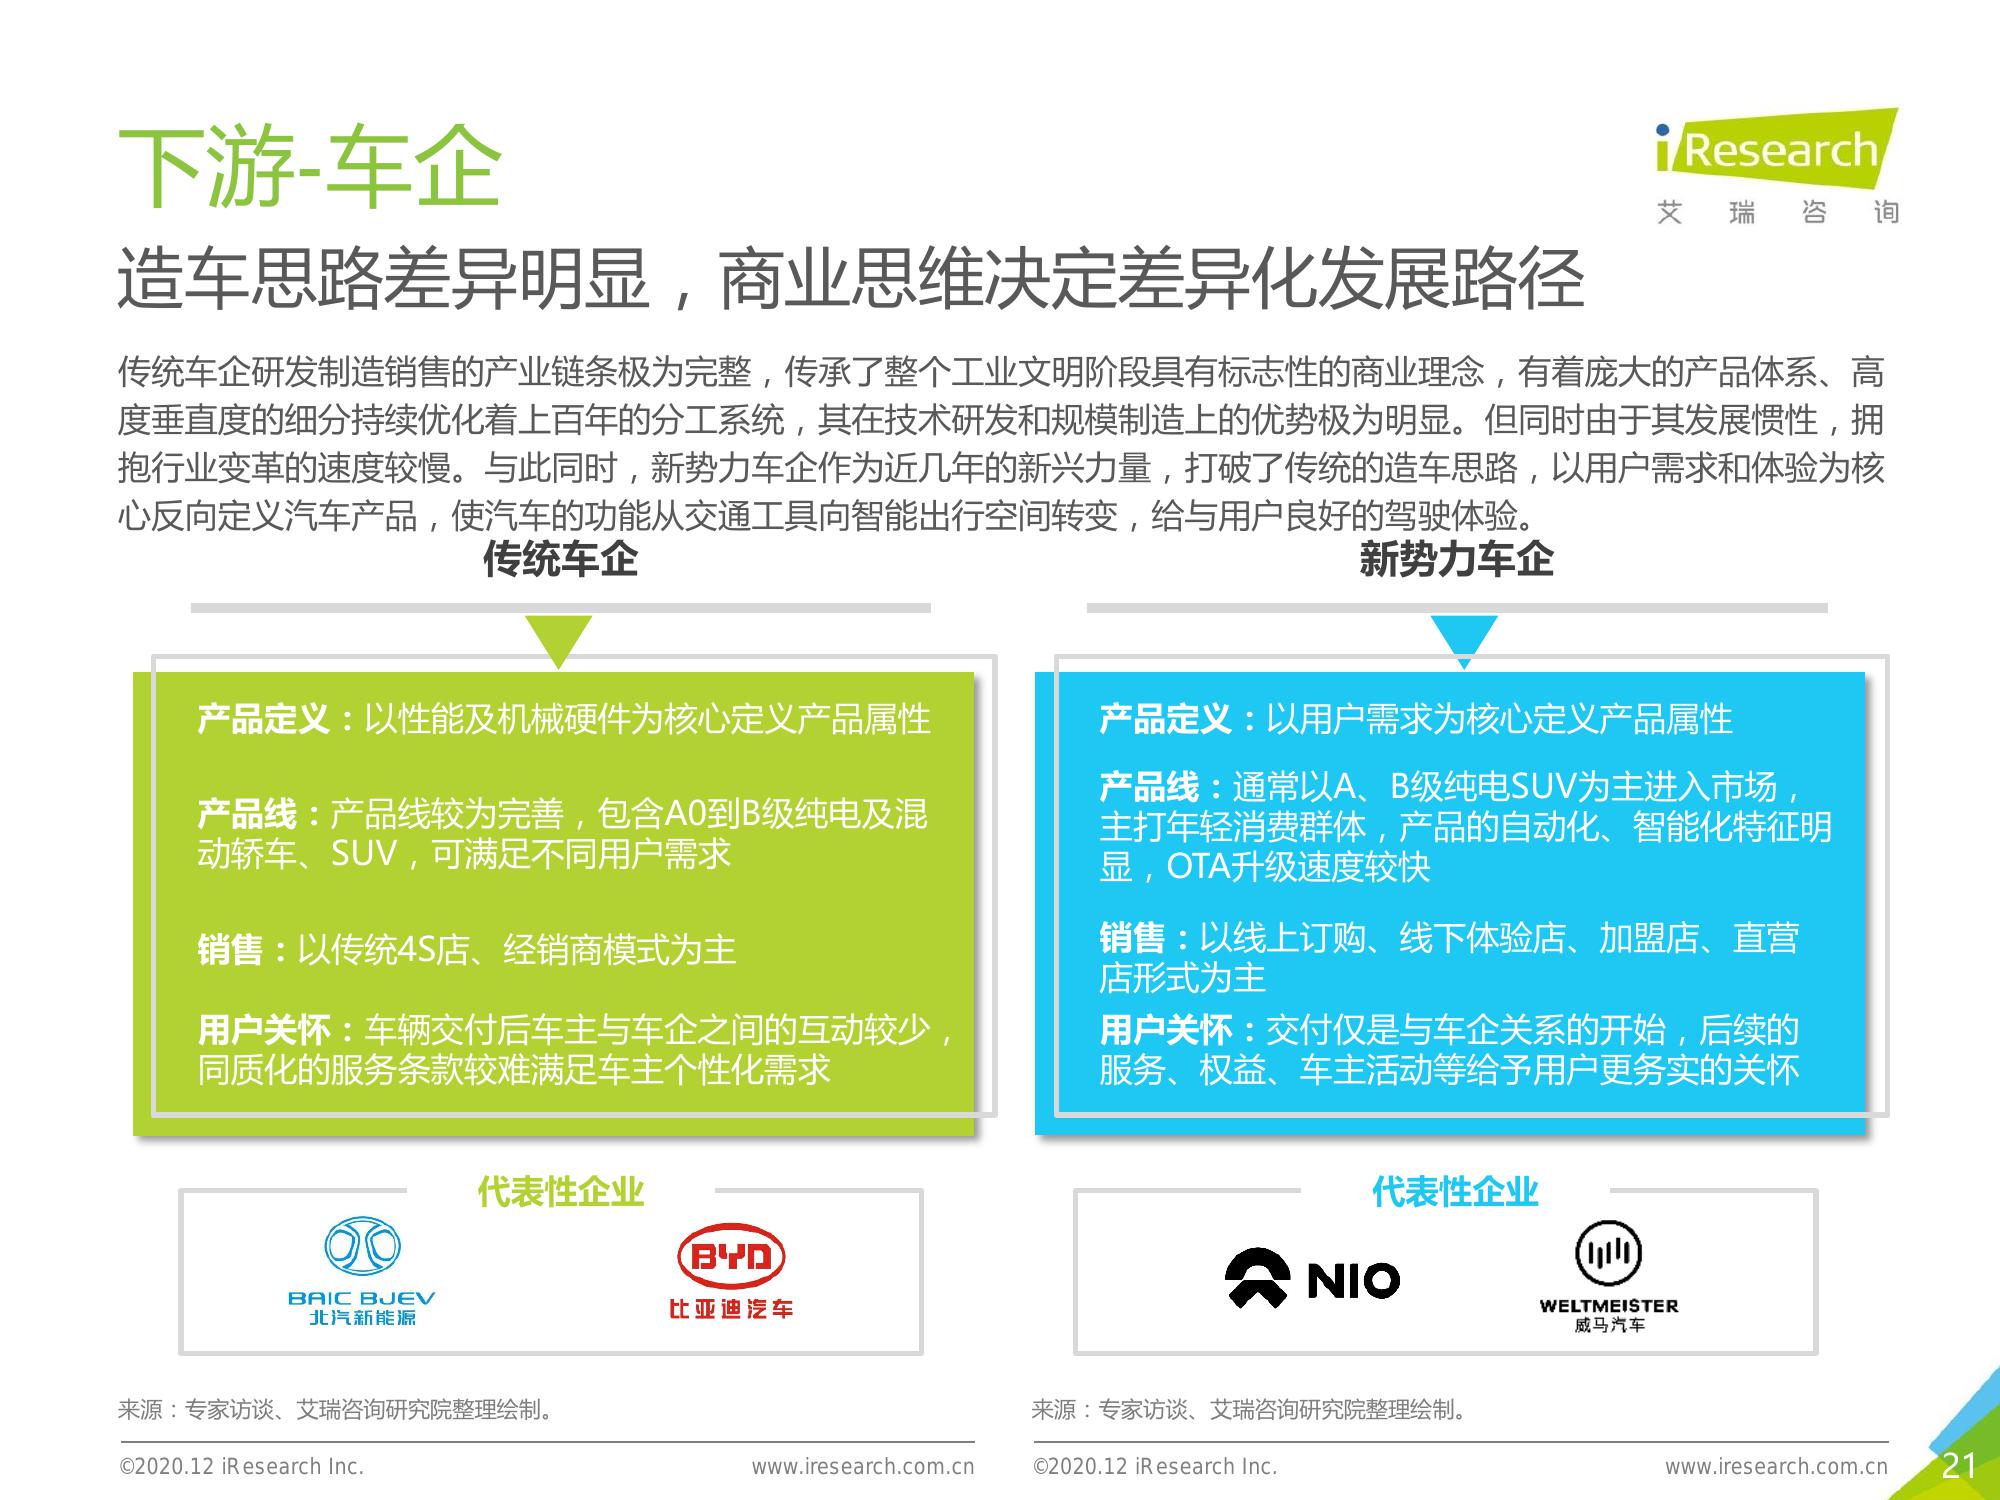 下游-车企
iResearch
艾瑞咨询
造车思路差异明显，商业思维决定差异化发展路径
传统车企研发制造销售的产业链条极为完整，传承了整个工业文明阶段具有标志性的商业理念，有着庞大的产品体系、高
度垂直度的细分持续优化着上百年的分工系统，其在技术研发和规模制造上的优势极为明显。但同时由于其发展惯性，拥
抱行业变革的速度较慢。与此同时，新势力车企作为近几年的新兴力量，打破了传统的造车思路，以用户需求和体验为核
心反向定义汽车产品，使汽车的功能从交通工具向智能出行空间转变，给与用户良好的驾驶体验。
传统车企
产品定义：以性能及机械硬件为核心定义产品属性
产品线：产品线较为完善，包含A0到B级纯电及混
动轿车、SUV，可满足不同用户需求
销售：以传统4S店、经销商模式为主
用户关怀：车辆交付后车主与车企之间的互动较少，
同质化的服务条款较难满足车主个性化需求
代表性企业
BAIC BJEV
北汽新能源
BYD
比亚迪汽车
新势力车企
产品定义：以用户需求为核心定义产品属性
产品线：通常以A、B级纯电SUV为主进入市场，
主打年轻消费群体，产品的自动化、智能化特征明
显，OTA升级速度较快
销售：以线上订购、线下体验店、加盟店、直营
店形式为主
用户关怀：交付仅是与车企关系的开始，后续的
服务、权益、车主活动等给予用户更务实的关怀
代表性企业
NIO
WELTMEISTER
威马汽车
来源：专家访谈、艾瑞咨询研究院整理绘制。
来源：专家访谈、艾瑞咨询研究院整理绘制。
©2020.12 iResearch Inc.
www.iresearch.com.cn
©2020.12 iResearch Inc.
www.iresearch.com.cn
21